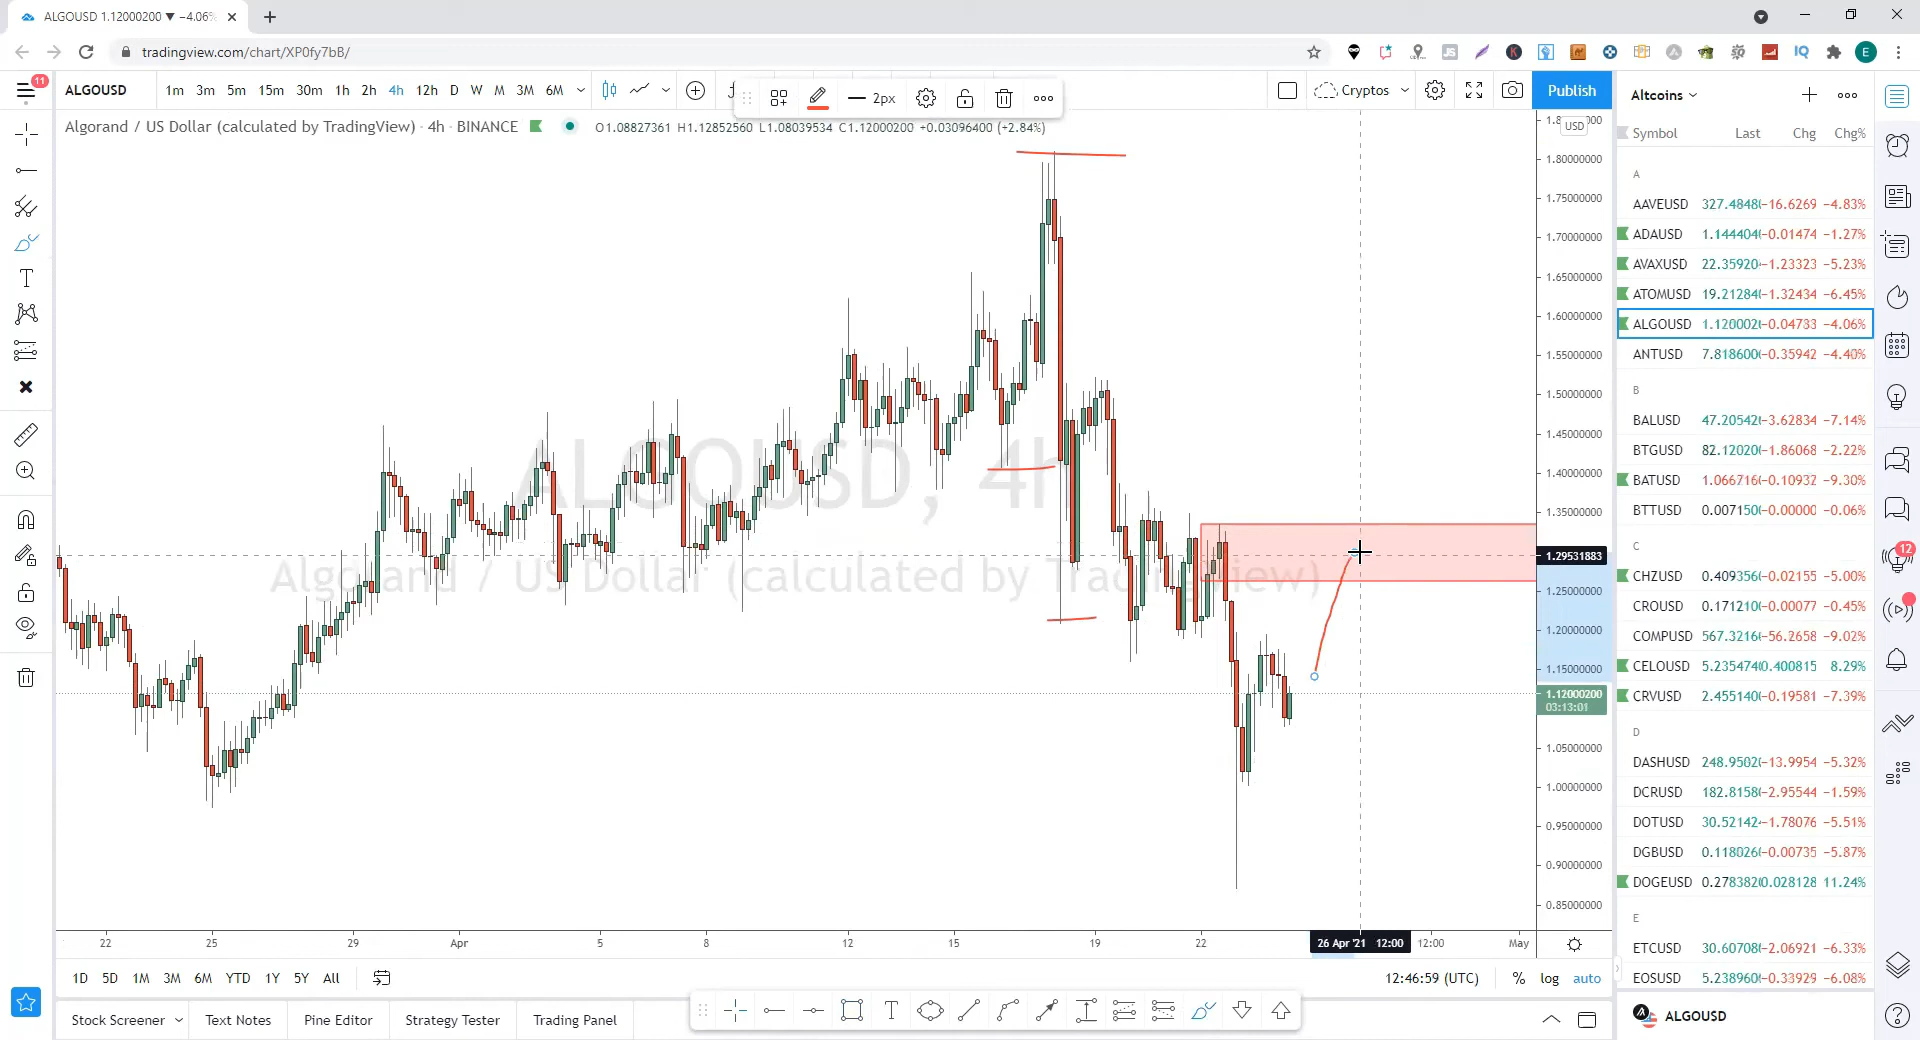 ALGOUSD 1.12000200 ▼ −4.06%
tradingview.com/chart/XP0fy7bB/
11
ALGOUSD 1m 3m 5m 15m 30m 1h 2h 4h 12h D W M 3M 6M
2px
Cryptos
Publish
Algorand / US Dollar (calculated by TradingView) · 4h · BINANCE
O1.08827361 H1.12852560 L1.08039534 C1.12000200 +0.03096400 (+2.84%)
USD
1.80000000
1.75000000
1.70000000
1.65000000
1.60000000
1.55000000
1.50000000
1.45000000
1.40000000
1.35000000
1.29531883
1.25000000
1.20000000
1.15000000
1.12000200
03:13:01
1.05000000
1.00000000
0.95000000
0.90000000
0.85000000
ALGOUSD, 4h
Algorand / US Dollar (calculated by TradingView)
22 25 29 Apr 5 8 12 15 19 22 26 Apr '21 12:00 12:00 May
1D 5D 1M 3M 6M YTD 1Y 5Y All
12:46:59 (UTC) % log auto
Stock Screener Text Notes Pine Editor Strategy Tester Trading Panel
Altcoins
Symbol Last Chg Chg%
A
AAVEUSD 327.4848 −16.6269 −4.83%
ADAUSD 1.14440 −0.01474 −1.27%
AVAXUSD 22.3592 −1.23323 −5.23%
ATOMUSD 19.21284 −1.32434 −6.45%
ALGOUSD 1.12000 −0.04733 −4.06%
ANTUSD 7.81860 −0.35942 −4.40%
B
BALUSD 47.20542 −3.62834 −7.14%
BTGUSD 82.12020 −1.86068 −2.22%
BATUSD 1.066716 −0.10932 −9.30%
BTTUSD 0.00715 −0.00000 −0.06%
C
CHZUSD 0.409356 −0.02155 −5.00%
CROUSD 0.171210 −0.00077 −0.45%
COMPUSD 567.3216 −56.2658 −9.02%
CELOUSD 5.235474 0.400815 8.29%
CRVUSD 2.455140 −0.19581 −7.39%
D
DASHUSD 248.9502 −13.9954 −5.32%
DCRUSD 182.8158 −2.95544 −1.59%
DOTUSD 30.52142 −1.78076 −5.51%
DGBUSD 0.118026 −0.00735 −5.87%
DOGEUSD 0.278382 0.028128 11.24%
E
ETCUSD 30.60708 −2.06921 −6.33%
EOSUSD 5.238960 −0.33929 −6.08%
ALGOUSD
12